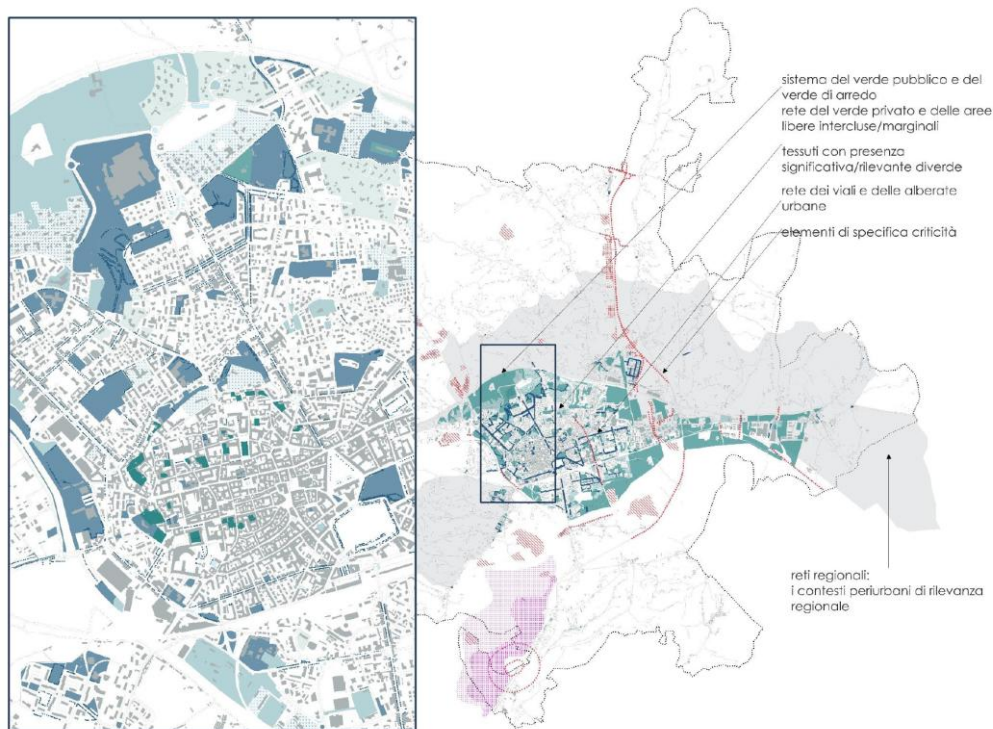 sistema del verde pubblico e del
verde di arredo
rete del verde privato e delle aree
libere intercluse/marginali
tessuti con presenza
significativa/rilevante diverde
rete dei viali e delle alberate
urbane
elementi di specifica criticità
reti regionali:
i contesti periurbani di rilevanza
regionale